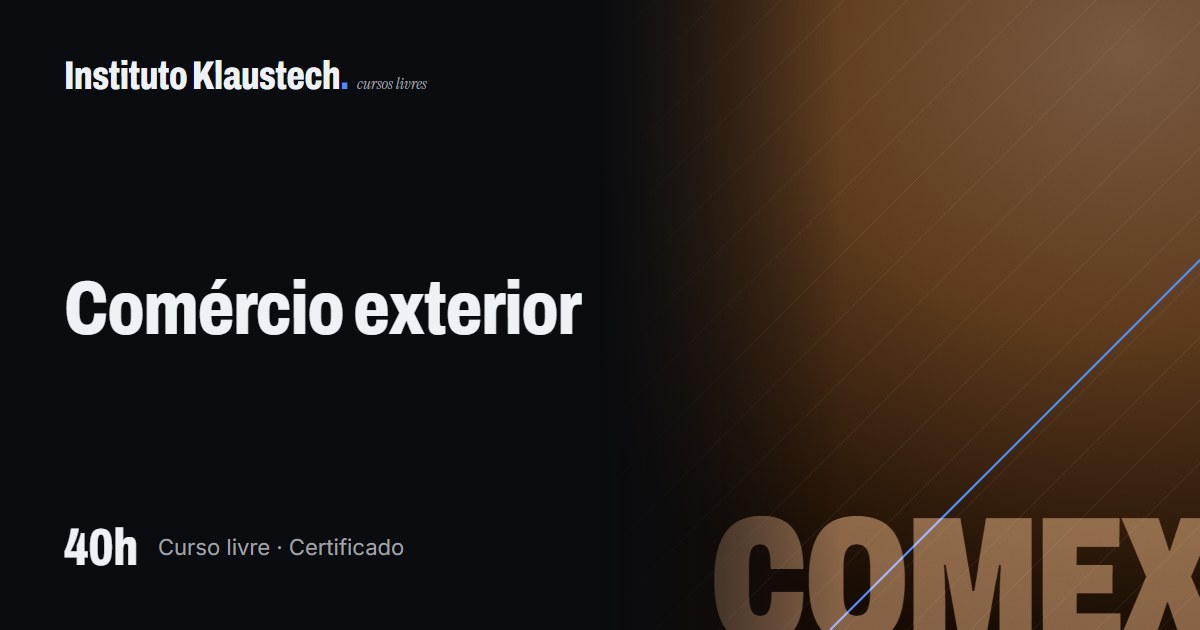 Instituto Klaustech. cursos livres
Comércio exterior
40h Curso livre · Certificado
COMEX